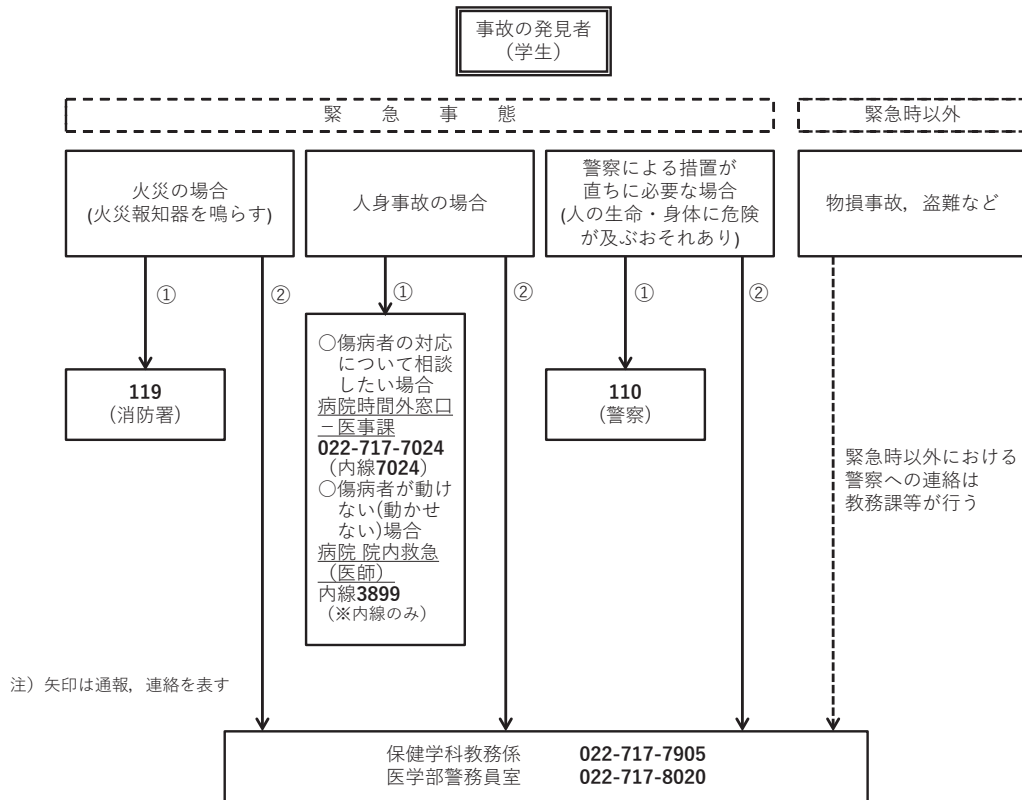 事故の発見者
(学生)
緊　急　事　態
緊急時以外
火災の場合
(火災報知器を鳴らす)
人身事故の場合
警察による措置が
直ちに必要な場合
(人の生命・身体に危険
が及ぶおそれあり)
物損事故，盗難など
①
②
①
②
①
②
119
(消防署)
○傷病者の対応
について相談
したい場合
病院時間外窓口
－医事課
022-717-7024
（内線7024）
○傷病者が動け
ない(動かせ
ない)場合
病院 院内救急
（医師）
内線3899
（※内線のみ）
110
(警察)
緊急時以外における
警察への連絡は
教務課等が行う
注）矢印は通報，連絡を表す
保健学科教務係　022-717-7905
医学部警務員室　022-717-8020